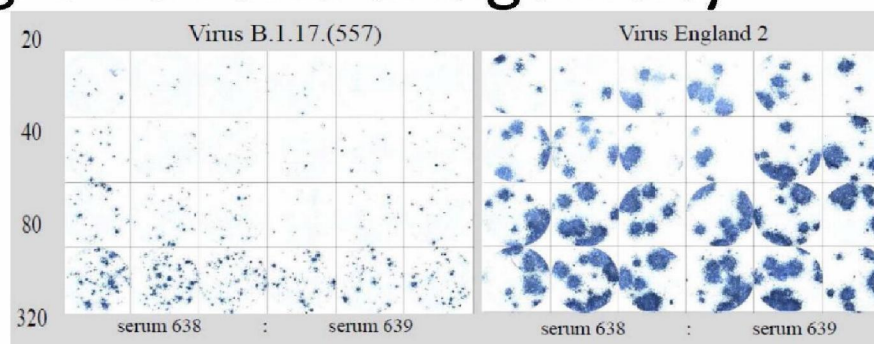 Virus B.1.17.(557)
Virus England 2
20
40
80
320
serum 638 : serum 639
serum 638 : serum 639